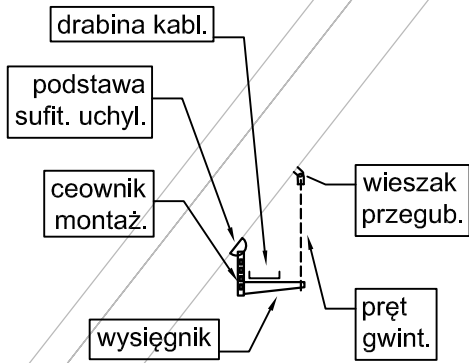 drabina kabl.
podstawa
sufit. uchyl.
ceownik
montaż.
wieszak
przegub.
pręt
gwint.
wysięgnik